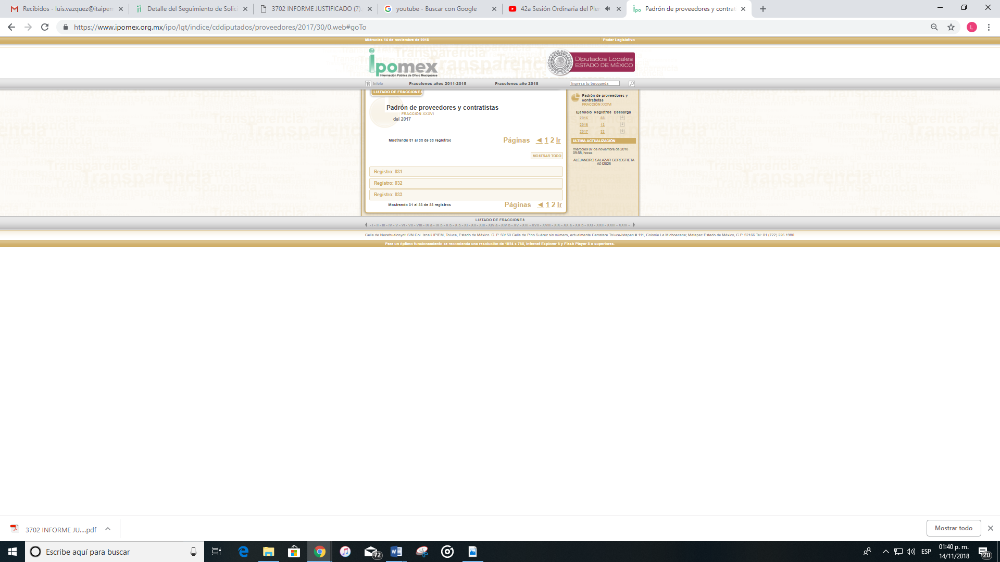 Recibidos - luis.vazquez@itaipem
Detalle del Seguimiento de Solici
3702 INFORME JUSTIFICADO (7).
youtube - Buscar con Google
42a Sesión Ordinaria del Plen
Padrón de proveedores y contrat
https://www.ipomex.org.mx/ipo/lgt/indice/cddiputados/proveedores/2017/30/0.web#goTo
L
Miércoles 14 de noviembre de 2018
Poder Legislativo
ipomex
Información Pública de Oficio Mexiquense
Transparencia
Diputados Locales
ESTADO DE MÉXICO
Inicio
Fracciones años 2011-2015
Fracciones año 2018
Ingresa tu busqueda
LISTADO DE FRACCIONES
Padrón de proveedores y contratistas
FRACCIÓN XXXVI
del 2017
Mostrando 31 al 33 de 33 registros
Páginas ◄ 1 2 Ir
MOSTRAR TODO
Registro: 031
Registro: 032
Registro: 033
Mostrando 31 al 33 de 33 registros
Páginas ◄ 1 2 Ir
Padrón de proveedores y
contratistas
FRACCIÓN XXXVI
Ejercicio Registros Descarga
2015 33
2016 13
2017 33
ULTIMA ACTUALIZACIÓN
miércoles 07 de noviembre de 2018
09:58, horas
ALEJANDRO SALAZAR GOROSTIETA
A012028
LISTADO DE FRACCIONES
- I - II - III - IV - V - VI - VII - VIII - IX a - IX b - X b - X b - XI - XII - XIII - XIV a - XIV b - XV - XVI - XVII - XVIII - XIX - XX a - XX b - XXI - XXII - XXIII - XXIV -
Calle de Nezahualcoyotl S/N Col. Izcalli IPIEM, Toluca, Estado de México. C. P. 50150 Calle de Pino Suárez sin número, actualmente Carretera Toluca-Ixtapan # 111, Colonia La Michoacana; Metepec Estado de México, C.P. 52166 Tel: 01 (722) 226 1980
Para un óptimo funcionamiento se recomienda una resolución de 1024 x 768, Internet Explorer 6 y Flash Player 8 o superiores.
3702 INFORME JU....pdf
Mostrar todo
Escribe aquí para buscar
72
ESP
01:40 p. m.
14/11/2018
20